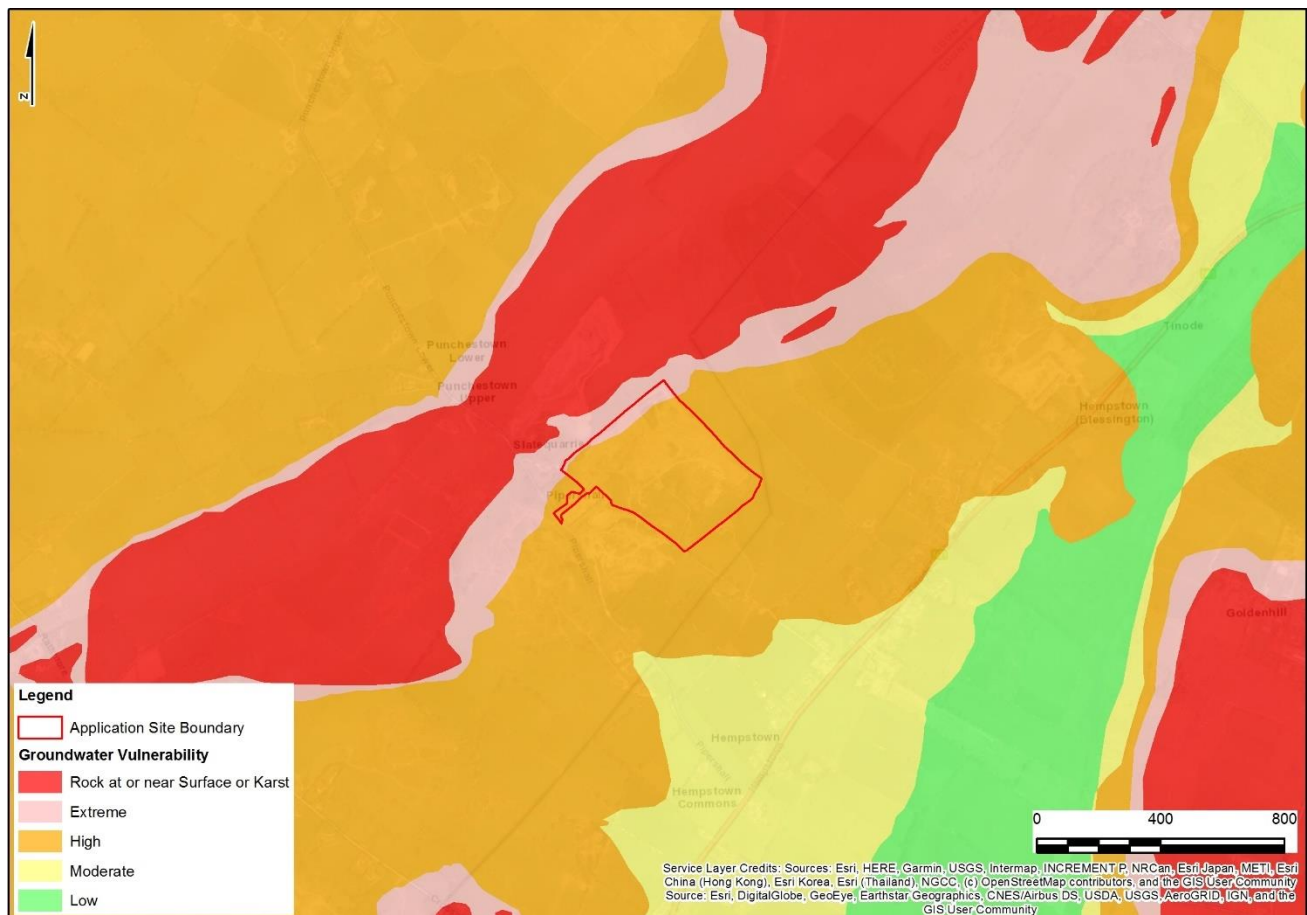 N
Punchestown
Lower
Punchestown
Upper
Slatequarries
Tinode
Hempstown
(Blessington)
Goldenhill
Hempstown
Hempstown
Commons
Legend
Application Site Boundary
Groundwater Vulnerability
Rock at or near Surface or Karst
Extreme
High
Moderate
Low
0 400 800
Service Layer Credits: Sources: Esri, HERE, Garmin, USGS, Intermap, INCREMENT P, NRCan, Esri Japan, METI, Esri
China (Hong Kong), Esri Korea, Esri (Thailand), NGCC, (c) OpenStreetMap contributors, and the GIS User Community
Source: Esri, DigitalGlobe, GeoEye, Earthstar Geographics, CNES/Airbus DS, USDA, USGS, AeroGRID, IGN, and the
GIS User Community